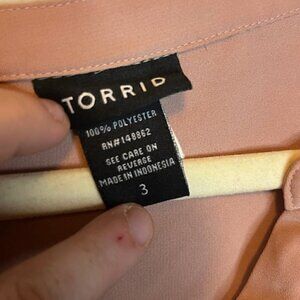 TORRID
100% POLYESTER
RN#148862
SEE CARE ON
REVERSE
MADE IN INDONESIA
3